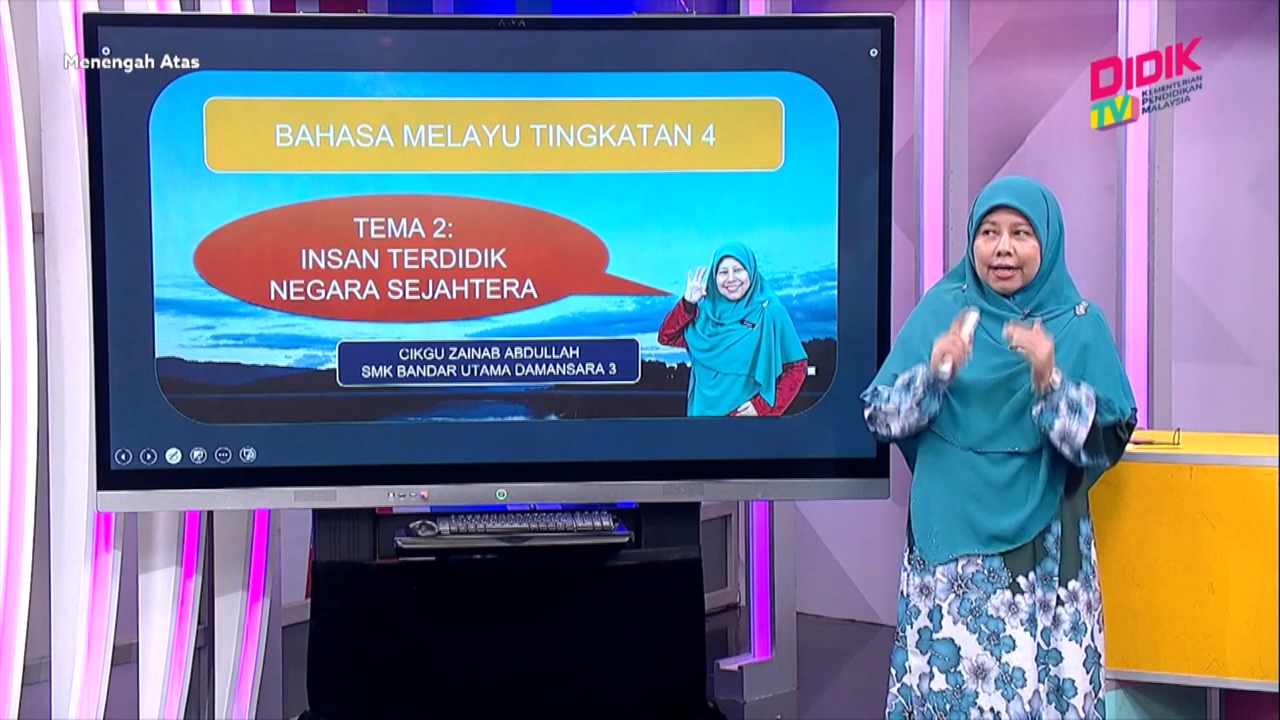 Menengah Atas
BAHASA MELAYU TINGKATAN 4
TEMA 2:
INSAN TERDIDIK
NEGARA SEJAHTERA
CIKGU ZAINAB ABDULLAH
SMK BANDAR UTAMA DAMANSARA 3
DIDIK
TV
KEMENTERIAN
PENDIDIKAN
MALAYSIA